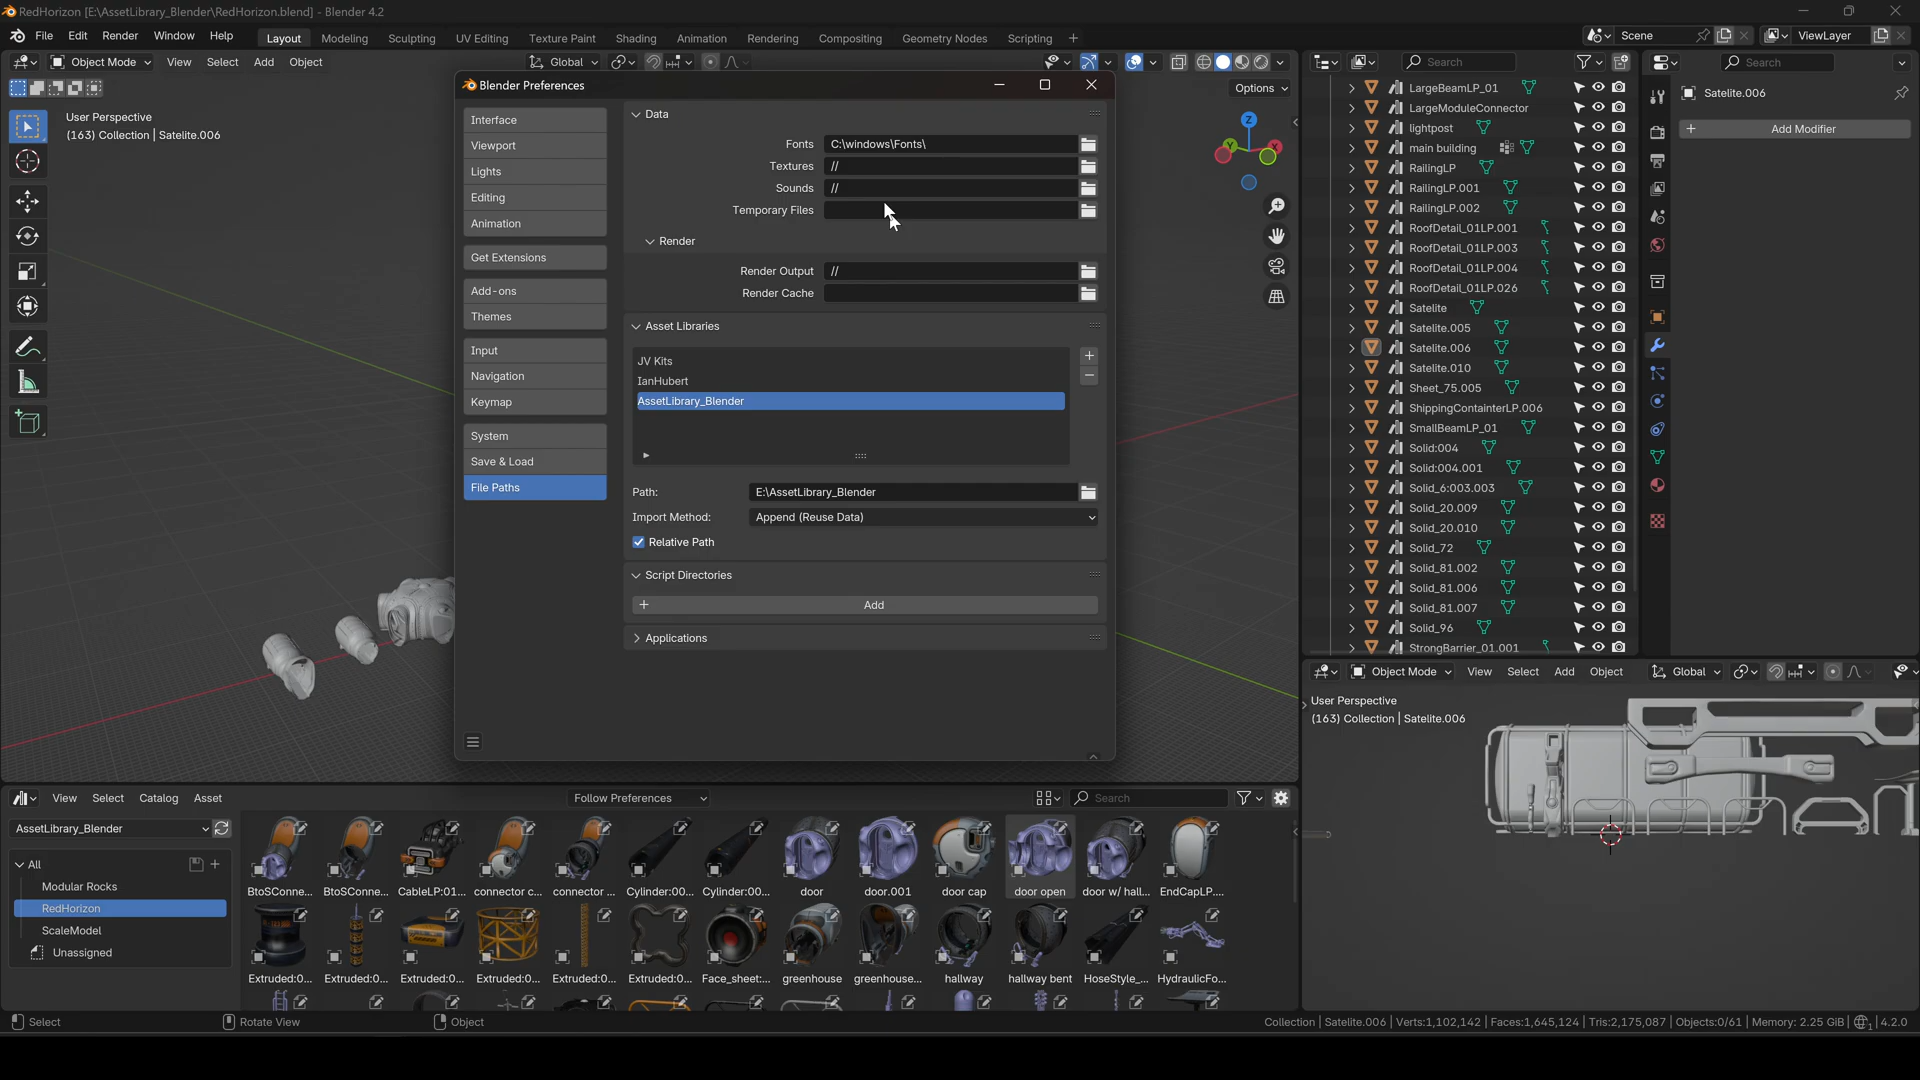 RedHorizon [E:\AssetLibrary_Blender\RedHorizon.blend] - Blender 4.2
File Edit Render Window Help
Layout Modeling Sculpting UV Editing Texture Paint Shading Animation Rendering Compositing Geometry Nodes Scripting +
Scene
ViewLayer
Object Mode View Select Add Object
Global
Options
User Perspective
(163) Collection | Satelite.006
Z
Y
X
Blender Preferences
Interface
Viewport
Lights
Editing
Animation
Get Extensions
Add-ons
Themes
Input
Navigation
Keymap
System
Save & Load
File Paths
Data
Fonts C:\windows\Fonts\
Textures //
Sounds //
Temporary Files
Render
Render Output //
Render Cache
Asset Libraries
JV Kits
IanHubert
AssetLibrary_Blender
Path: E:\AssetLibrary_Blender
Import Method: Append (Reuse Data)
Relative Path
Script Directories
+ Add
Applications
Search
LargeBeamLP_01
LargeModuleConnector
lightpost
main building
RailingLP
RailingLP.001
RailingLP.002
RoofDetail_01LP.001
RoofDetail_01LP.003
RoofDetail_01LP.004
RoofDetail_01LP.026
Satelite
Satelite.005
Satelite.006
Satelite.010
Sheet_75.005
ShippingContainterLP.006
SmallBeamLP_01
Solid:004
Solid:004.001
Solid_6:003.003
Solid_20.009
Solid_20.010
Solid_72
Solid_81.002
Solid_81.006
Solid_81.007
Solid_96
StrongBarrier_01.001
Search
Satelite.006
+ Add Modifier
Object Mode View Select Add Object Global
User Perspective
(163) Collection | Satelite.006
View Select Catalog Asset
Follow Preferences
Search
AssetLibrary_Blender
All
Modular Rocks
RedHorizon
ScaleModel
Unassigned
BtoSConne... BtoSConne... CableLP:01... connector c... connector ... Cylinder:00... Cylinder:00... door door.001 door cap door open door w/ hall... EndCapLP....
Extruded:0... Extruded:0... Extruded:0... Extruded:0... Extruded:0... Extruded:0... Face_sheet:... greenhouse greenhouse... hallway hallway bent HoseStyle_... HydraulicFo...
Select
Rotate View
Object
Collection | Satelite.006 | Verts:1,102,142 | Faces:1,645,124 | Tris:2,175,087 | Objects:0/61 | Memory: 2.25 GiB | 1 | 4.2.0